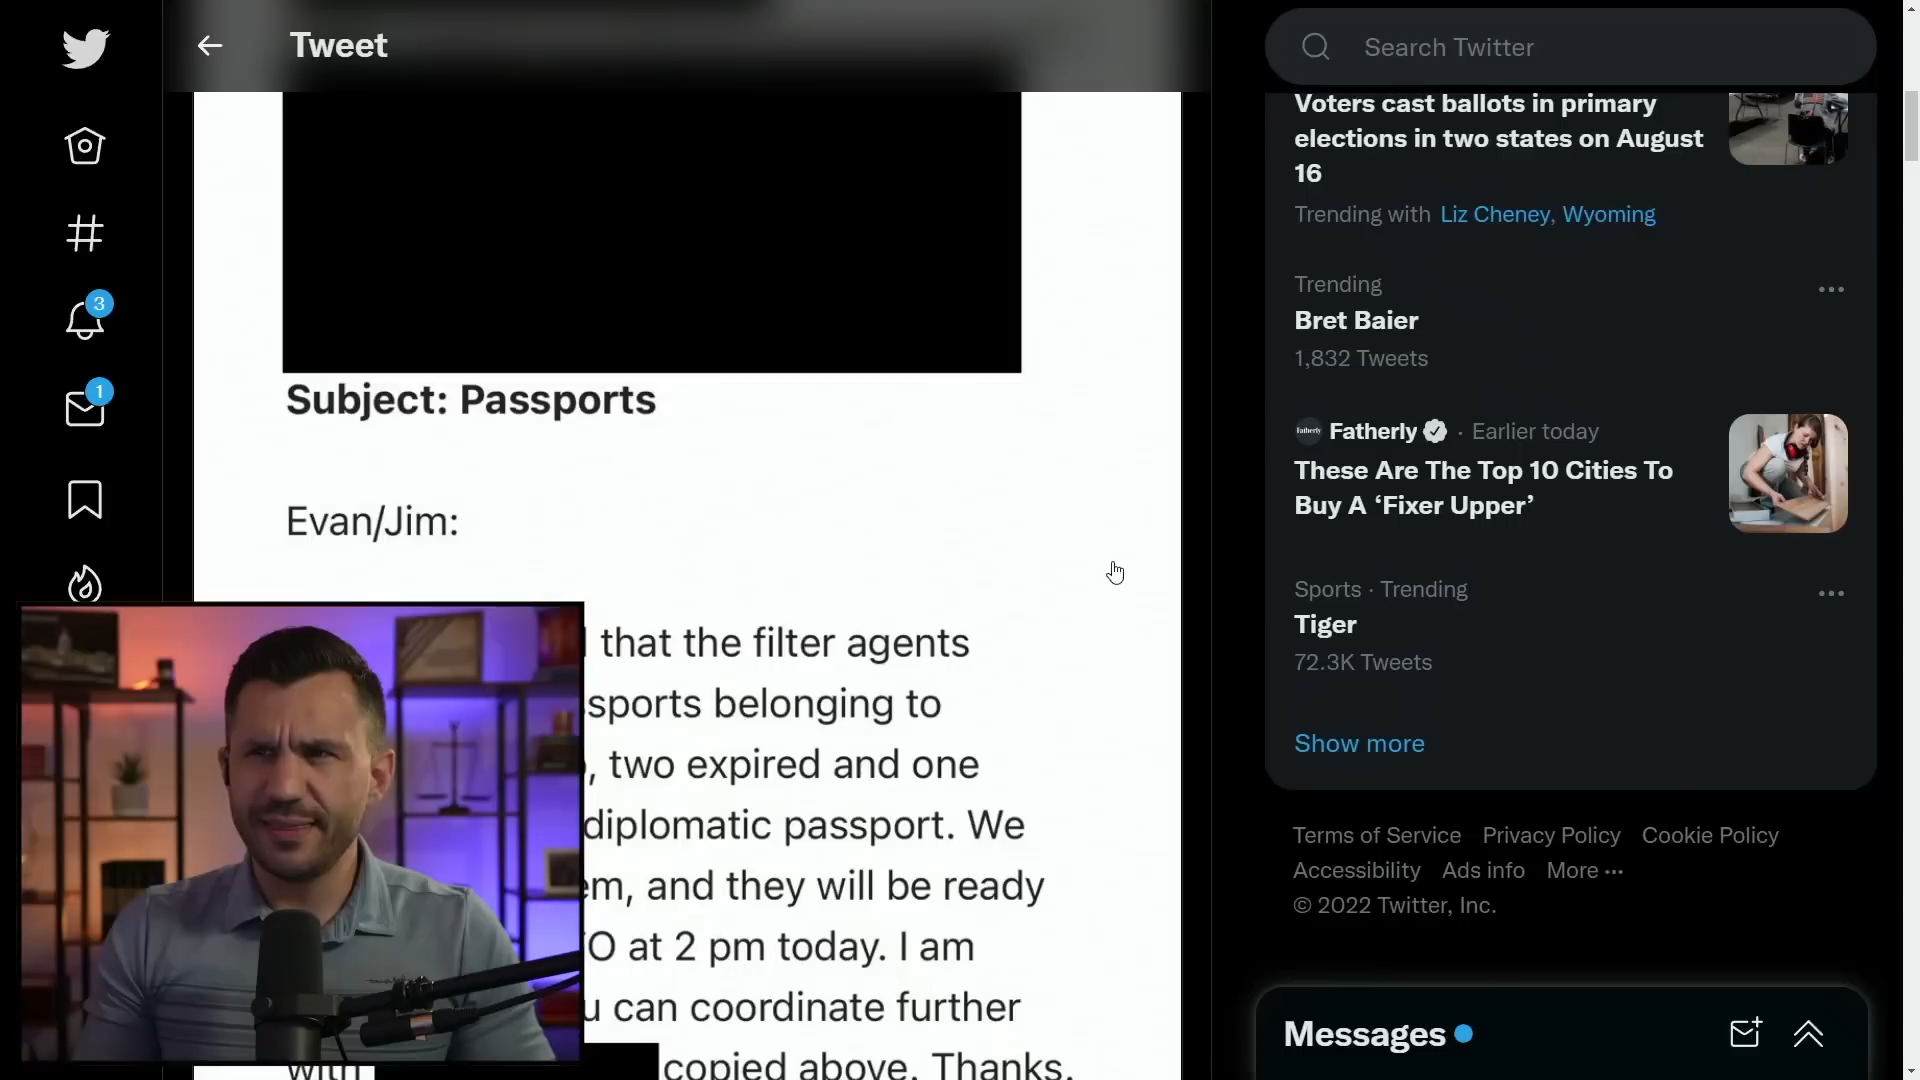 Tweet
Subject: Passports
Evan/Jim:
that the filter agents
sports belonging to
, two expired and one
diplomatic passport. We
em, and they will be ready
O at 2 pm today. I am
u can coordinate further
with
copied above. Thanks.
3
1
Search Twitter
Voters cast ballots in primary
elections in two states on August
16
Trending with Liz Cheney, Wyoming
Trending
Bret Baier
1,832 Tweets
Fatherly · Earlier today
These Are The Top 10 Cities To
Buy A ‘Fixer Upper’
Sports · Trending
Tiger
72.3K Tweets
Show more
Terms of Service Privacy Policy Cookie Policy
Accessibility Ads info More ···
© 2022 Twitter, Inc.
Messages